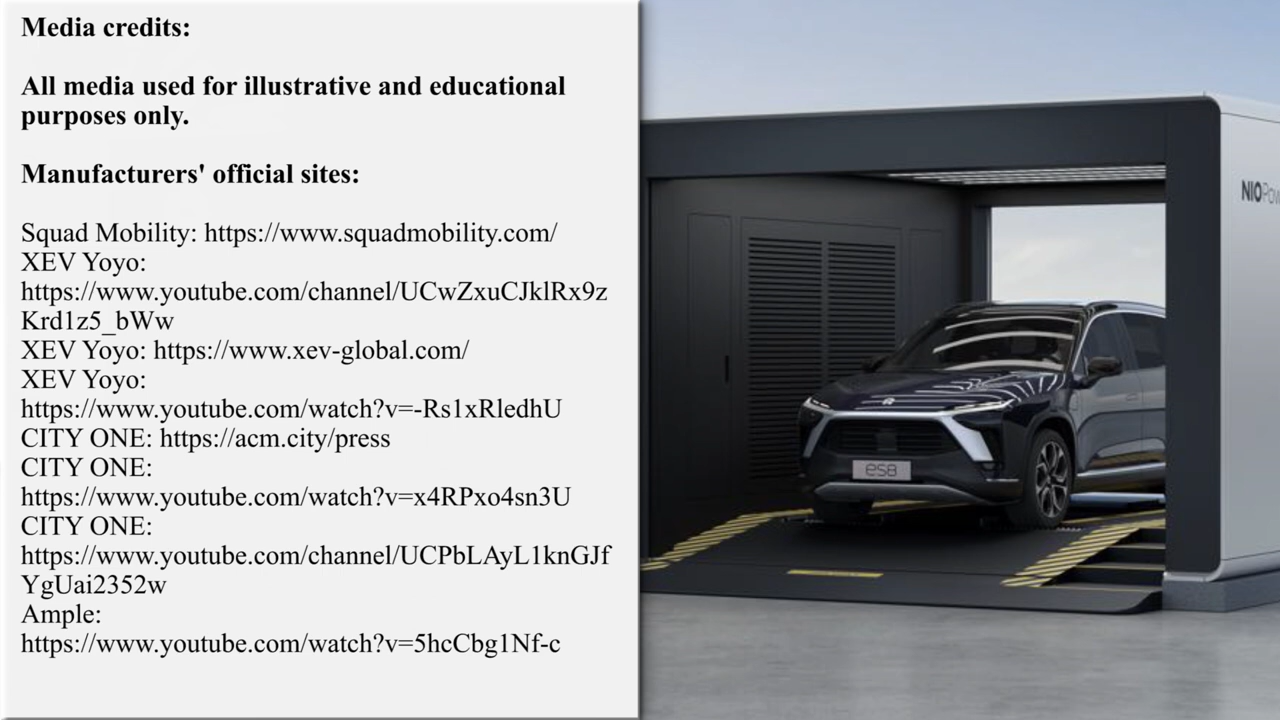 Media credits:
All media used for illustrative and educational
purposes only.
Manufacturers' official sites:
Squad Mobility: https://www.squadmobility.com/
XEV Yoyo:
https://www.youtube.com/channel/UCwZxuCJklRx9z
Krd1z5_bWw
XEV Yoyo: https://www.xev-global.com/
XEV Yoyo:
https://www.youtube.com/watch?v=-Rs1xRledhU
CITY ONE: https://acm.city/press
CITY ONE:
https://www.youtube.com/watch?v=x4RPxo4sn3U
CITY ONE:
https://www.youtube.com/channel/UCPbLAyL1knGJf
YgUai2352w
Ample:
https://www.youtube.com/watch?v=5hcCbg1Nf-c
NIOPow
es8